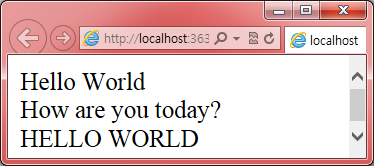 http://localhost:363
localhost
Hello World
How are you today?
HELLO WORLD